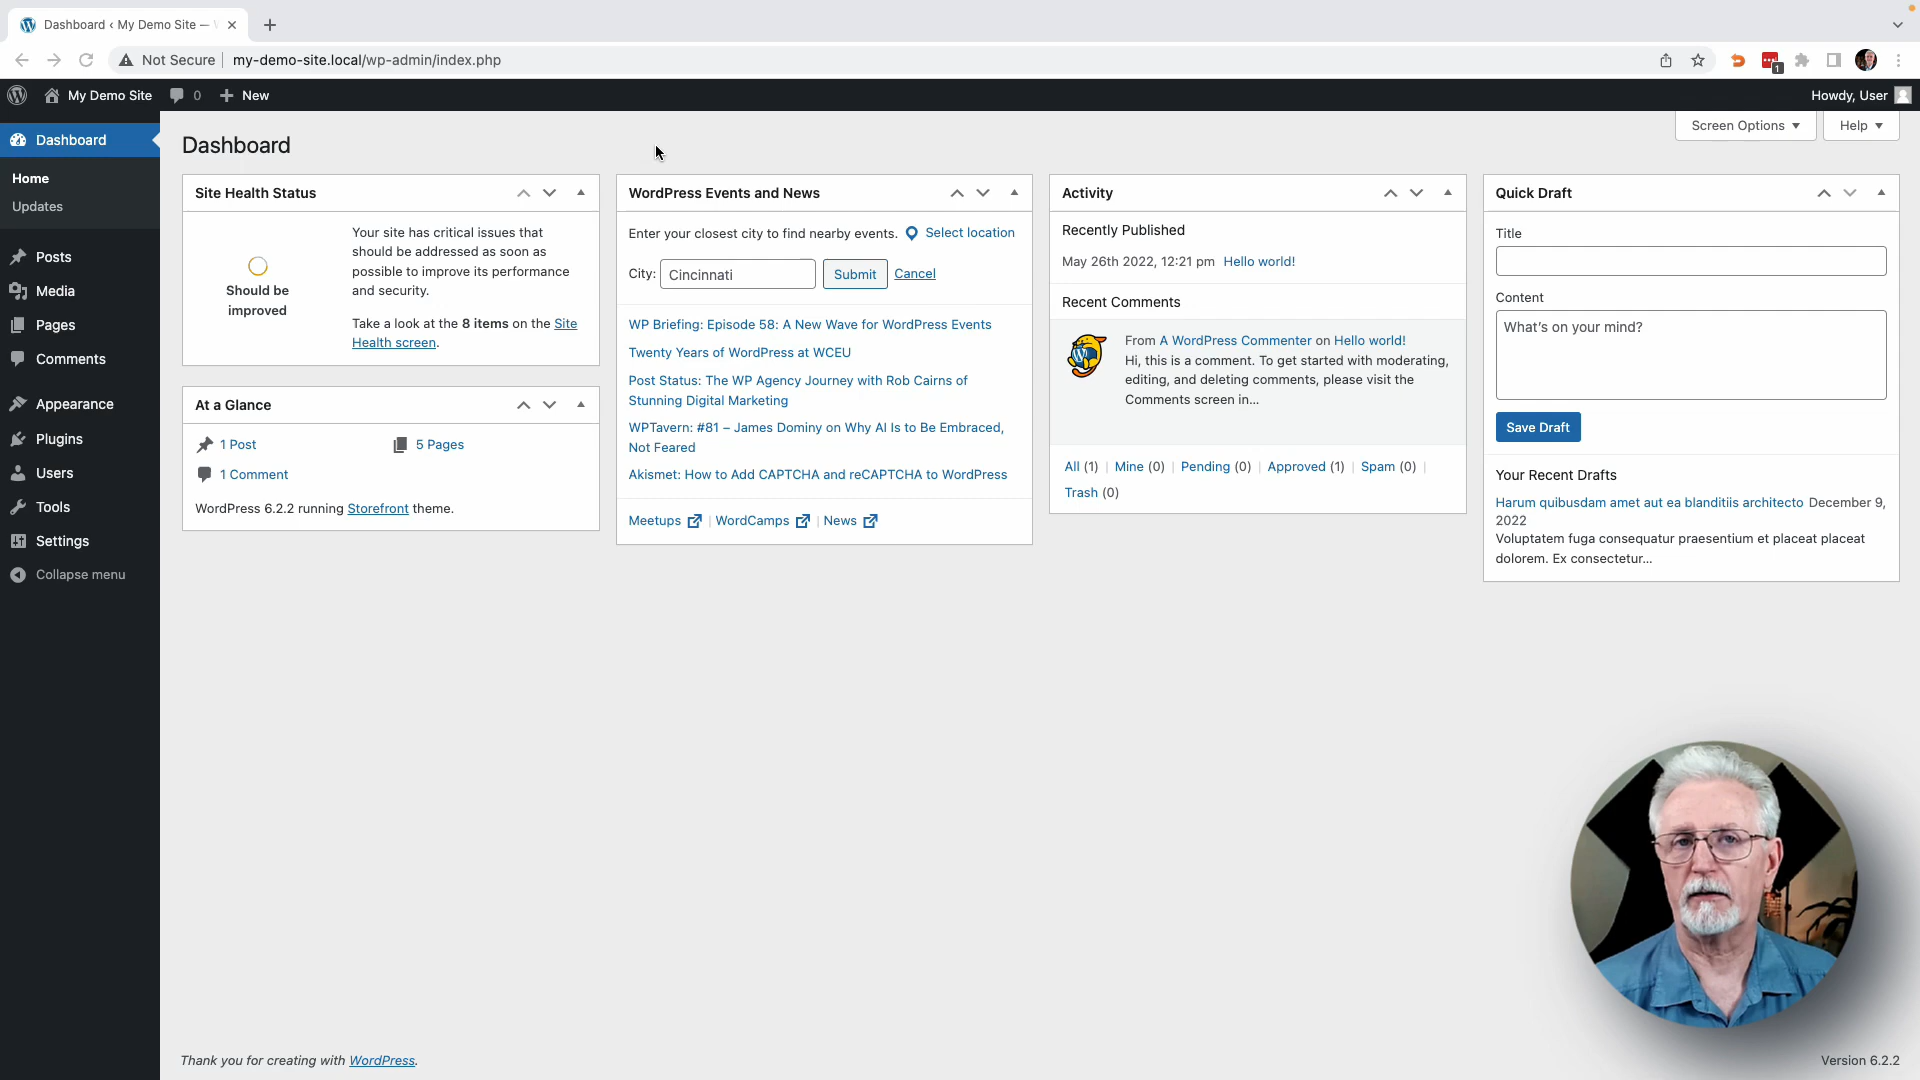 Dashboard ‹ My Demo Site —
Not Secure
my-demo-site.local/wp-admin/index.php
1
My Demo Site
0
New
Howdy, User
Dashboard
Home
Updates
Posts
Media
Pages
Comments
Appearance
Plugins
Users
Tools
Settings
Collapse menu
Dashboard
Screen Options
Help
Site Health Status
Should be
improved
Your site has critical issues that
should be addressed as soon as
possible to improve its performance
and security.
Take a look at the 8 items on the Site
Health screen.
At a Glance
1 Post
5 Pages
1 Comment
WordPress 6.2.2 running Storefront theme.
WordPress Events and News
Enter your closest city to find nearby events. Select location
City: Cincinnati Submit Cancel
WP Briefing: Episode 58: A New Wave for WordPress Events
Twenty Years of WordPress at WCEU
Post Status: The WP Agency Journey with Rob Cairns of
Stunning Digital Marketing
WPTavern: #81 – James Dominy on Why AI Is to Be Embraced,
Not Feared
Akismet: How to Add CAPTCHA and reCAPTCHA to WordPress
Meetups | WordCamps | News
Activity
Recently Published
May 26th 2022, 12:21 pm Hello world!
Recent Comments
From A WordPress Commenter on Hello world!
Hi, this is a comment. To get started with moderating,
editing, and deleting comments, please visit the
Comments screen in…
All (1) | Mine (0) | Pending (0) | Approved (1) | Spam (0) |
Trash (0)
Quick Draft
Title
Content
What's on your mind?
Save Draft
Your Recent Drafts
Harum quibusdam amet aut ea blanditiis architecto December 9,
2022
Voluptatem fuga consequatur praesentium et placeat placeat
dolorem. Ex consectetur…
Thank you for creating with WordPress.
Version 6.2.2